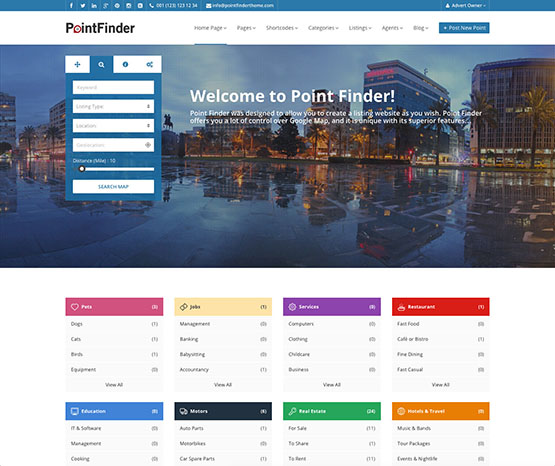 001 (123) 123 12 34 info@pointfindertheme.com Advert Owner
PointFinder
Home Page Pages Shortcodes Categories Listings Agents Blog + Post New Point
Welcome to Point Finder!
Point Finder was designed to allow you to create a listing website as you wish. Point Finder
offers you a lot of control over Google Map, and it is unique with its superior features.
Keyword
Listing Type
Location
Geolocation
Distance (Mile) : 10
SEARCH MAP
Pets (3)
Dogs (1)
Cats (1)
Birds (1)
Equipment (0)
View All
Jobs (1)
Management (0)
Banking (0)
Babysitting (0)
Accountancy (1)
View All
Services (8)
Computers (0)
Clothing (0)
Childcare (0)
Business (0)
View All
Restaurant (1)
Fast Food (0)
Café or Bistro (1)
Fine Dining (0)
Fast Casual (0)
View All
Education (0)
IT & Software (0)
Management (0)
Cooking (0)
Motors (6)
Auto Parts (0)
Motorbikes (0)
Car Spare Parts (0)
Real Estate (24)
For Sale (11)
To Share (1)
To Rent (11)
Hotels & Travel (0)
Music & Bands (0)
Tour Packages (0)
Events & Nightlife (0)